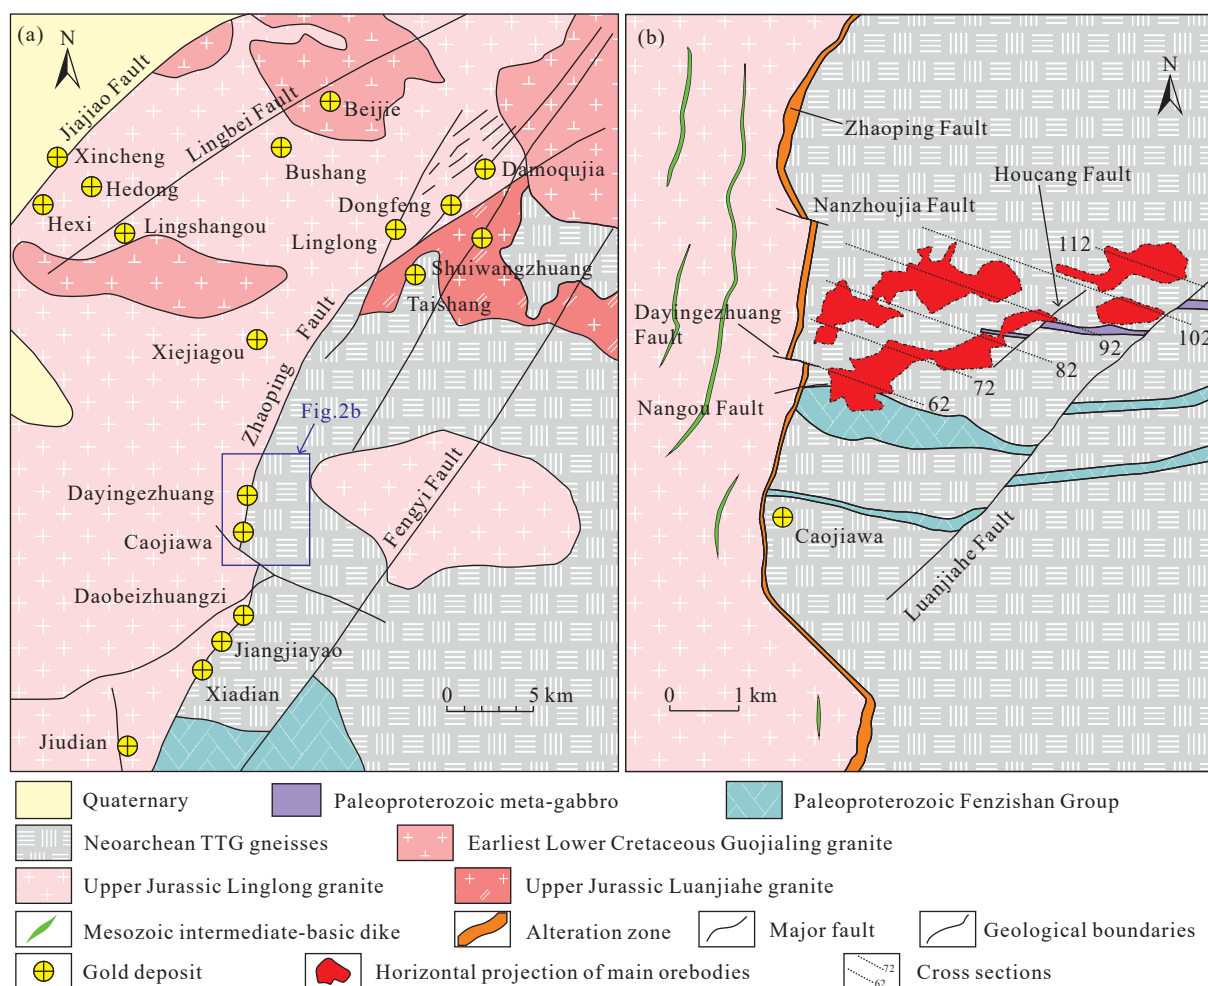 (a)
N
Jiajiao Fault
Lingbei Fault
Beijie
Xincheng
Bushang
Hedong
Damoqujia
Hexi
Lingshangou
Dongfeng
Linglong
Shuiwangzhuang
Taishang
Zhaoping Fault
Xiejiagou
Fig.2b
Fengyi Fault
Dayingezhuang
Caojiawa
Daobeizhuangzi
Jiangjiayao
Xiadian
0 5 km
Jiudian
(b)
N
Zhaoping Fault
Houcang Fault
Nanzhoujia Fault
112
Dayingezhuang
Fault
102
92
82
72
62
Nangou Fault
Caojiawa
Luanjiahe Fault
0 1 km
Quaternary
Paleoproterozoic meta-gabbro
Paleoproterozoic Fenzishan Group
Neoarchean TTG gneisses
Earliest Lower Cretaceous Guojialing granite
Upper Jurassic Linglong granite
Upper Jurassic Luanjiahe granite
Mesozoic intermediate-basic dike
Alteration zone
Major fault
Geological boundaries
Gold deposit
Horizontal projection of main orebodies
72
62
Cross sections